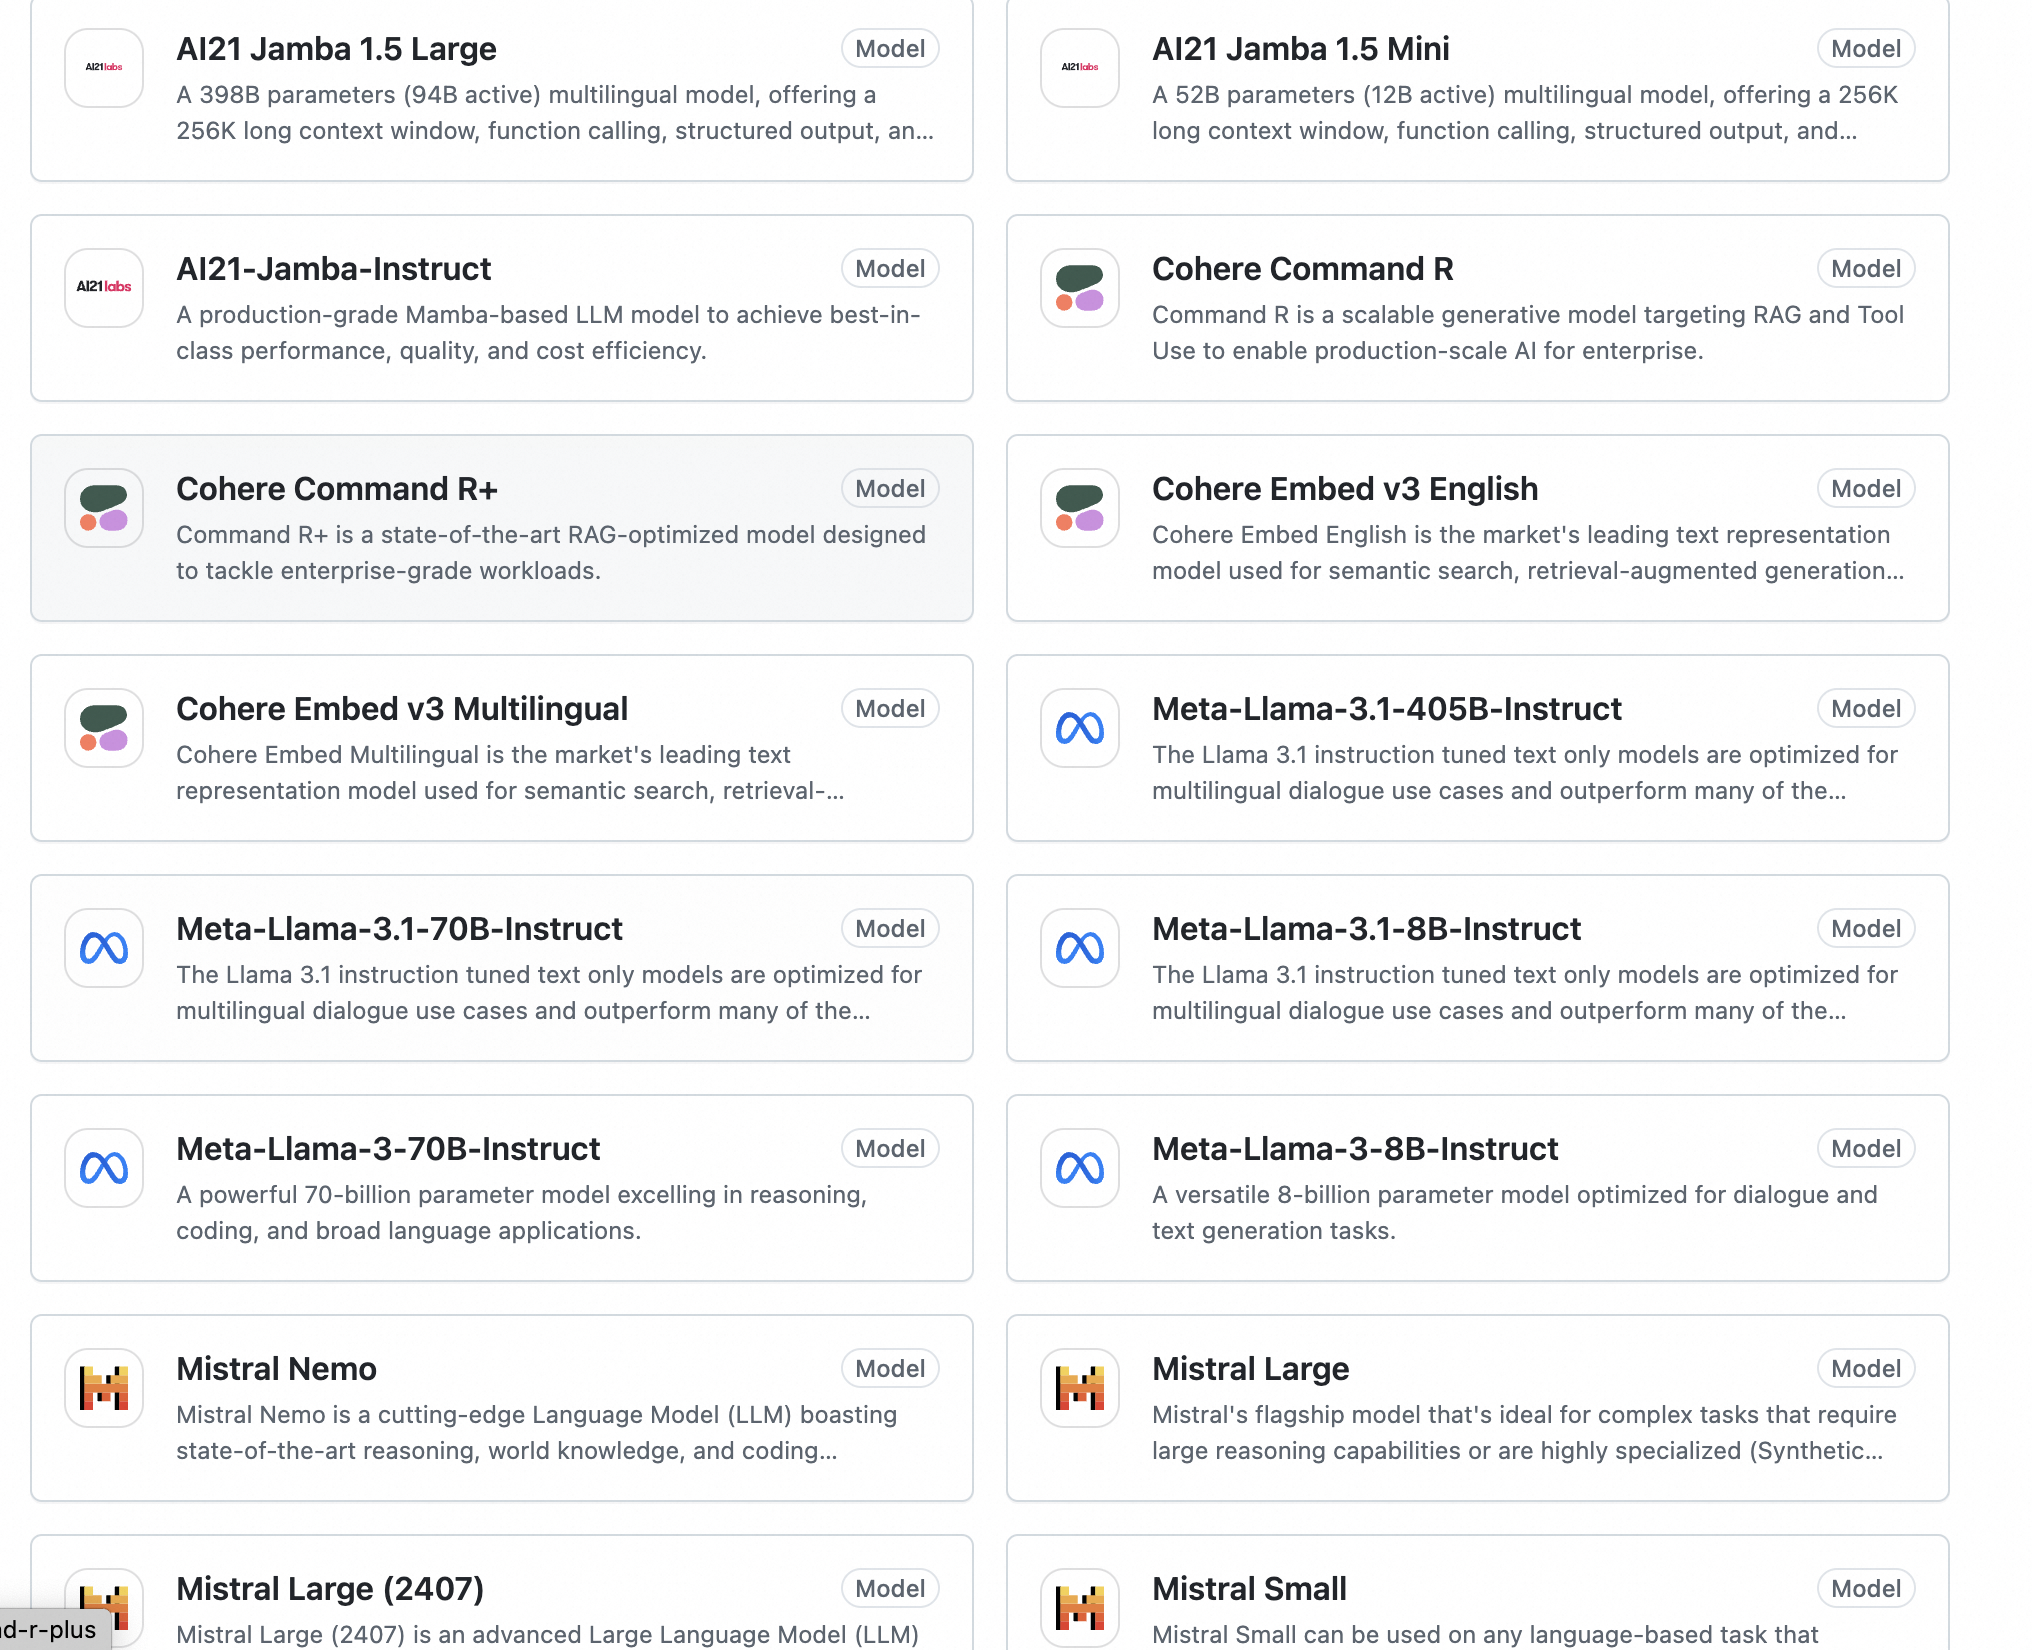 AI21labs
AI21 Jamba 1.5 Large
Model
A 398B parameters (94B active) multilingual model, offering a
256K long context window, function calling, structured output, an...
AI21labs
AI21 Jamba 1.5 Mini
Model
A 52B parameters (12B active) multilingual model, offering a 256K
long context window, function calling, structured output, and...
AI21labs
AI21-Jamba-Instruct
Model
A production-grade Mamba-based LLM model to achieve best-in-
class performance, quality, and cost efficiency.
Cohere Command R
Model
Command R is a scalable generative model targeting RAG and Tool
Use to enable production-scale AI for enterprise.
Cohere Command R+
Model
Command R+ is a state-of-the-art RAG-optimized model designed
to tackle enterprise-grade workloads.
Cohere Embed v3 English
Model
Cohere Embed English is the market's leading text representation
model used for semantic search, retrieval-augmented generation...
Cohere Embed v3 Multilingual
Model
Cohere Embed Multilingual is the market's leading text
representation model used for semantic search, retrieval-...
Meta-Llama-3.1-405B-Instruct
Model
The Llama 3.1 instruction tuned text only models are optimized for
multilingual dialogue use cases and outperform many of the...
Meta-Llama-3.1-70B-Instruct
Model
The Llama 3.1 instruction tuned text only models are optimized for
multilingual dialogue use cases and outperform many of the...
Meta-Llama-3.1-8B-Instruct
Model
The Llama 3.1 instruction tuned text only models are optimized for
multilingual dialogue use cases and outperform many of the...
Meta-Llama-3-70B-Instruct
Model
A powerful 70-billion parameter model excelling in reasoning,
coding, and broad language applications.
Meta-Llama-3-8B-Instruct
Model
A versatile 8-billion parameter model optimized for dialogue and
text generation tasks.
Mistral Nemo
Model
Mistral Nemo is a cutting-edge Language Model (LLM) boasting
state-of-the-art reasoning, world knowledge, and coding...
Mistral Large
Model
Mistral's flagship model that's ideal for complex tasks that require
large reasoning capabilities or are highly specialized (Synthetic...
Mistral Large (2407)
Model
Mistral Large (2407) is an advanced Large Language Model (LLM)
Mistral Small
Model
Mistral Small can be used on any language-based task that
nd-r-plus